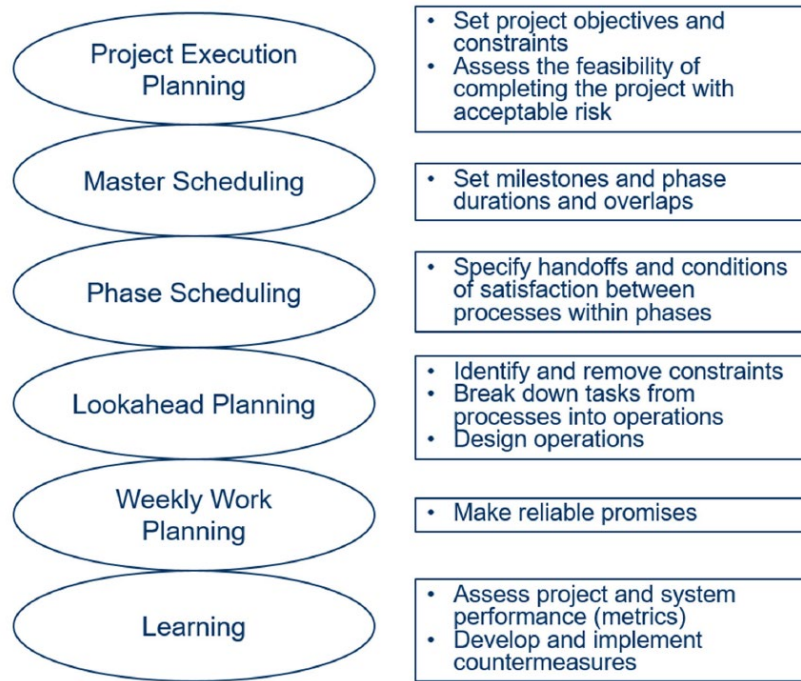 Project Execution
Planning
• Set project objectives and
constraints
• Assess the feasibility of
completing the project with
acceptable risk
Master Scheduling
• Set milestones and phase
durations and overlaps
Phase Scheduling
• Specify handoffs and conditions
of satisfaction between
processes within phases
Lookahead Planning
• Identify and remove constraints
• Break down tasks from
processes into operations
• Design operations
Weekly Work
Planning
• Make reliable promises
Learning
• Assess project and system
performance (metrics)
• Develop and implement
countermeasures